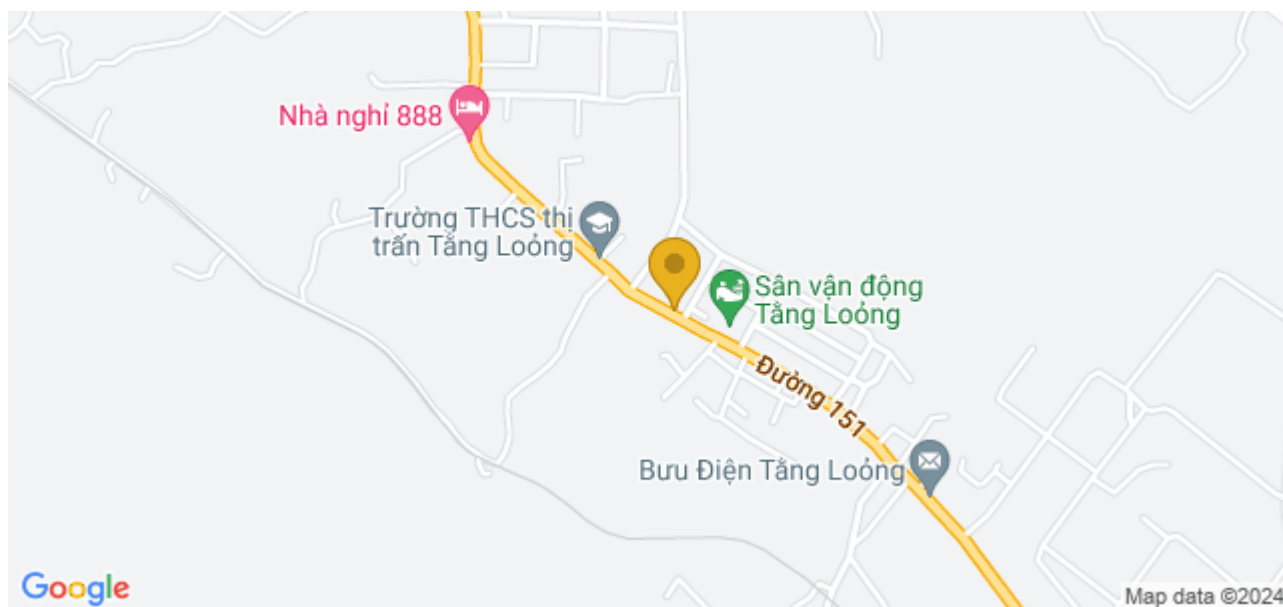 Nhà nghỉ 888
Trường THCS thị
trấn Tằng Loỏng
Sân vận động
Tằng Loỏng
Đường 151
Bưu Điện Tằng Loỏng
Google
Map data ©2024